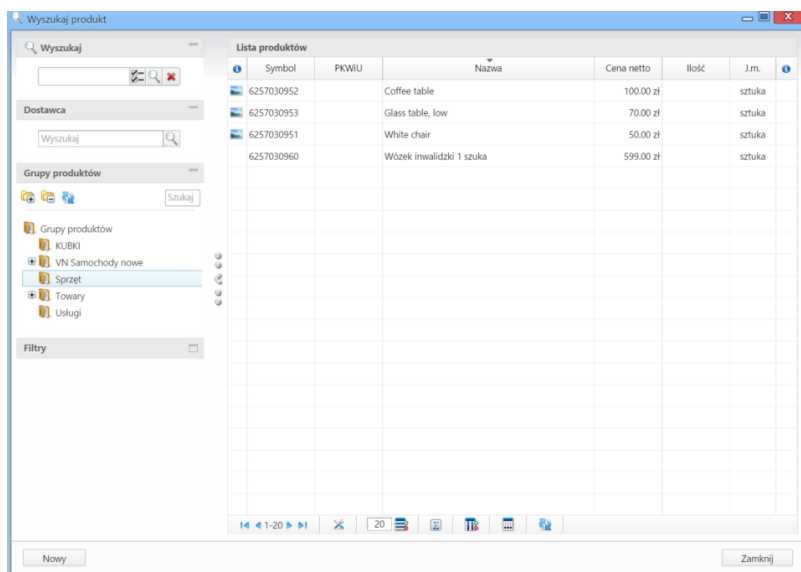 Wyszukaj produkt
Wyszukaj
Dostawca
Wyszukaj
Grupy produktów
Szukaj
Grupy produktów
KUBKI
VN Samochody nowe
Sprzęt
Towary
Usługi
Filtry
Lista produktów
Symbol PKWiU Nazwa Cena netto Ilość J.m.
6257030952 Coffee table 100.00 zł sztuka
6257030953 Glass table, low 70.00 zł sztuka
6257030951 White chair 50.00 zł sztuka
6257030960 Wózek inwalidzki 1 szuka 599.00 zł sztuka
1-20 20
Nowy Zamknij